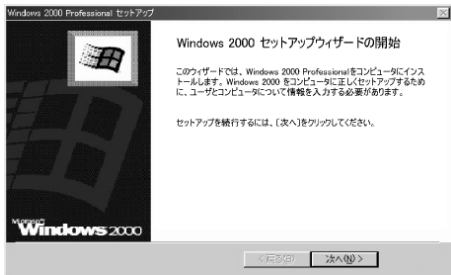 Windows 2000 Professional セットアップ
Windows 2000 セットアップウィザードの開始
このウィザードでは、Windows 2000 Professionalをコンピュータにインス
トールします。Windows 2000 をコンピュータに正しくセットアップするため
に、ユーザとコンピュータについて情報を入力する必要があります。
セットアップを続行するには、[次へ]をクリックしてください。
Microsoft
Windows 2000
< 戻る(B)
次へ(N) >